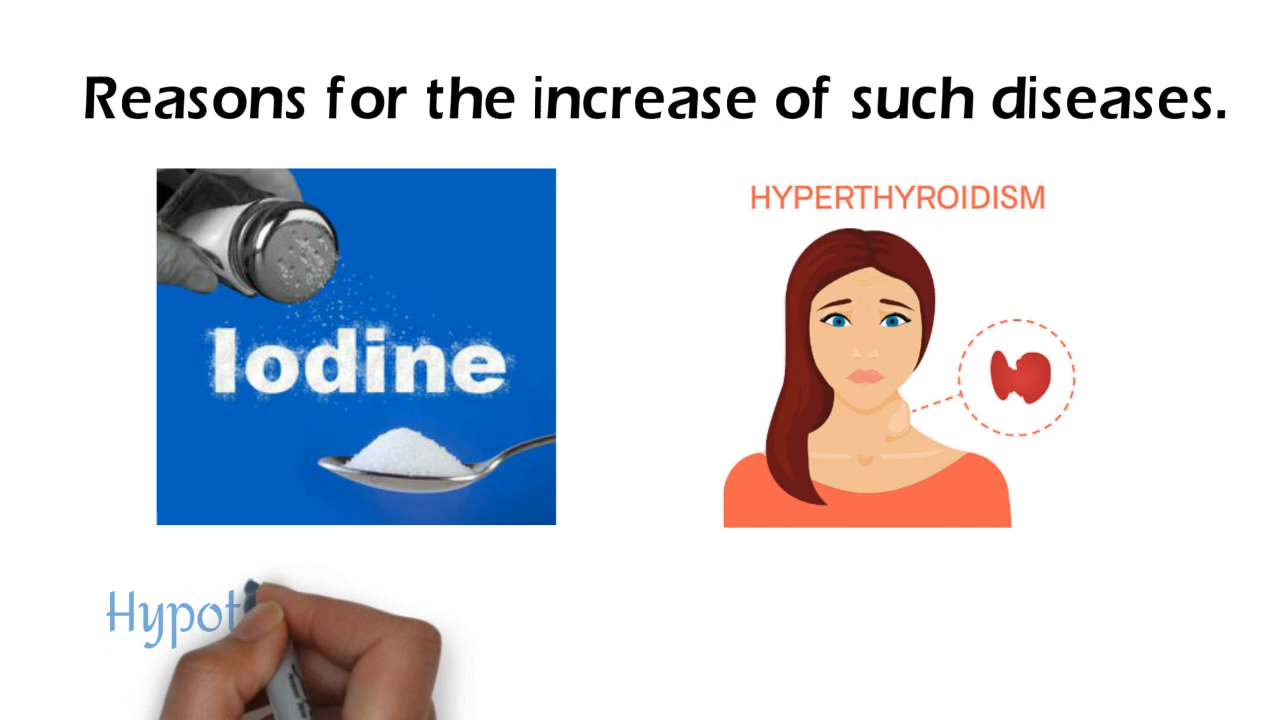 Reasons for the increase of such diseases.
Iodine
HYPERTHYROIDISM
Hypot